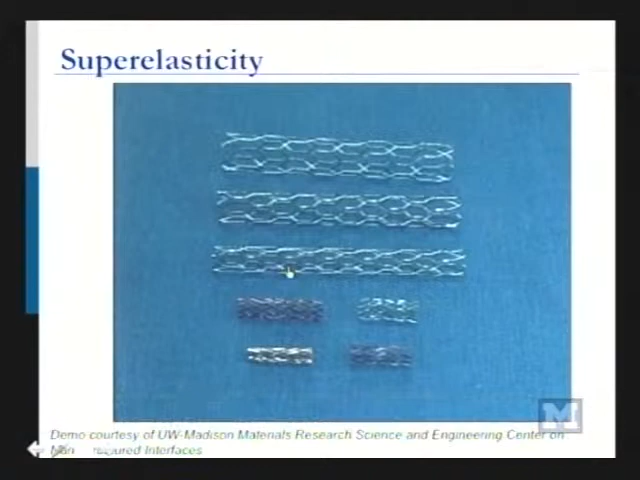 Superelasticity
M
Demo courtesy of UW-Madison Materials Research Science and Engineering Center on
Interfaces